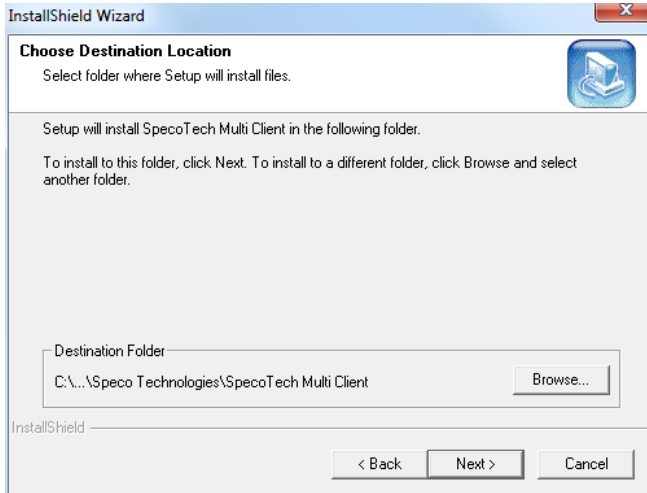 InstallShield Wizard
Choose Destination Location
Select folder where Setup will install files.
Setup will install SpecoTech Multi Client in the following folder.
To install to this folder, click Next. To install to a different folder, click Browse and select
another folder.
Destination Folder
C:\...\Speco Technologies\SpecoTech Multi Client
Browse...
InstallShield
< Back
Next >
Cancel